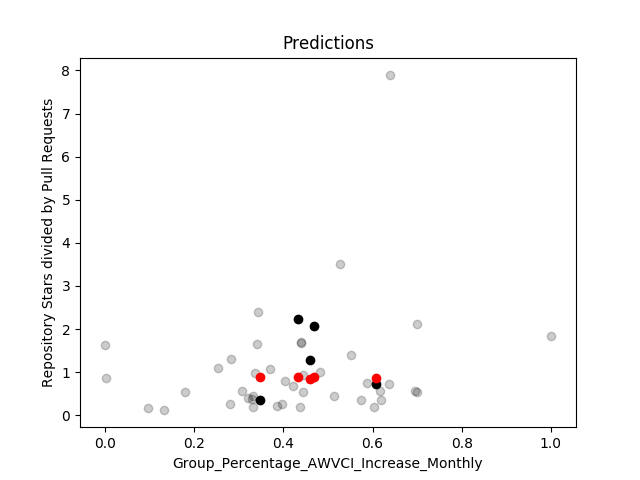 Predictions
8
7
6
5
4
3
2
1
0
Repository Stars divided by Pull Requests
0.0 0.2 0.4 0.6 0.8 1.0
Group_Percentage_AWVCI_Increase_Monthly